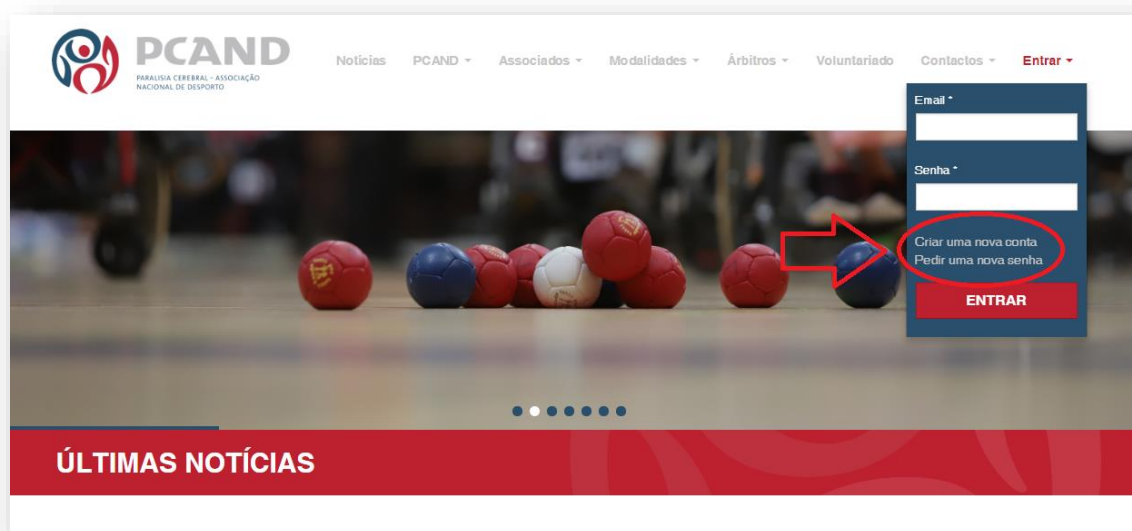 PCAND
PARALISIA CEREBRAL - ASSOCIAÇÃO
NACIONAL DE DESPORTO
Notícias PCAND Associados Modalidades Árbitros Voluntariado Contactos Entrar
Email *
Senha *
Criar uma nova conta
Pedir uma nova senha
ENTRAR
ÚLTIMAS NOTÍCIAS